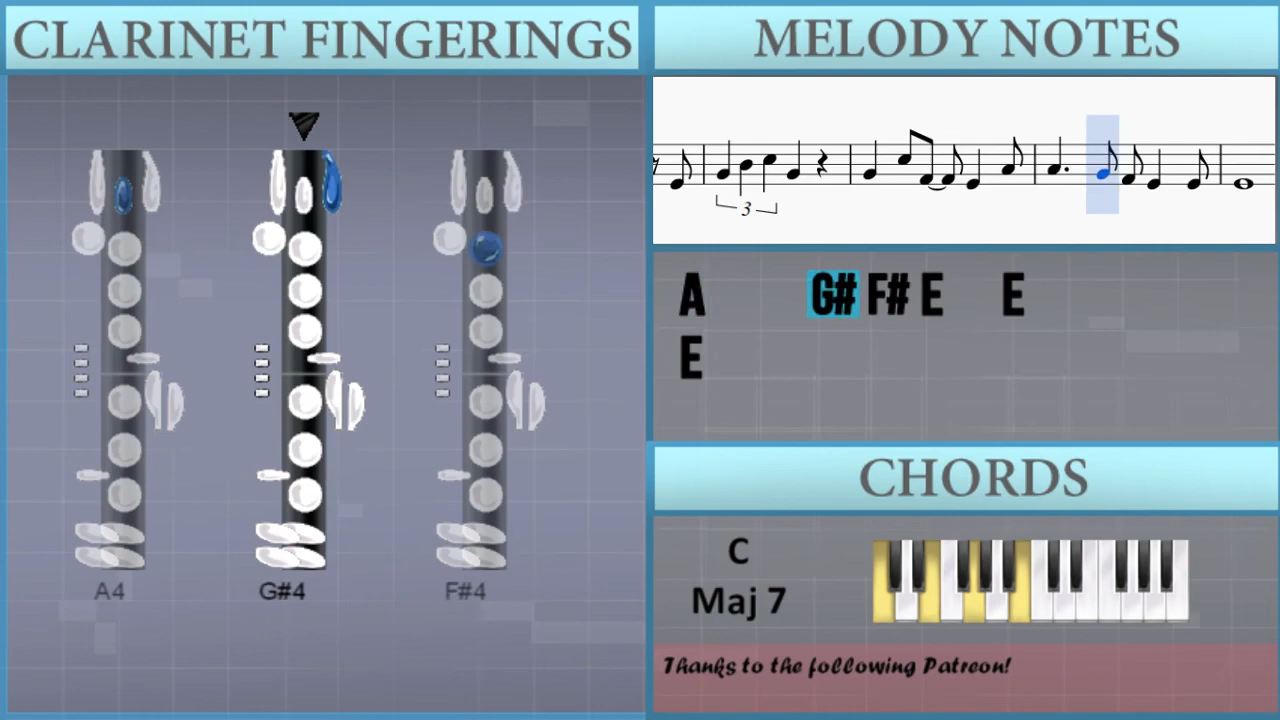 CLARINET FINGERINGS
A4
G#4
F#4
MELODY NOTES
3
A G# F# E E
E
CHORDS
C
Maj 7
Thanks to the following Patreon!